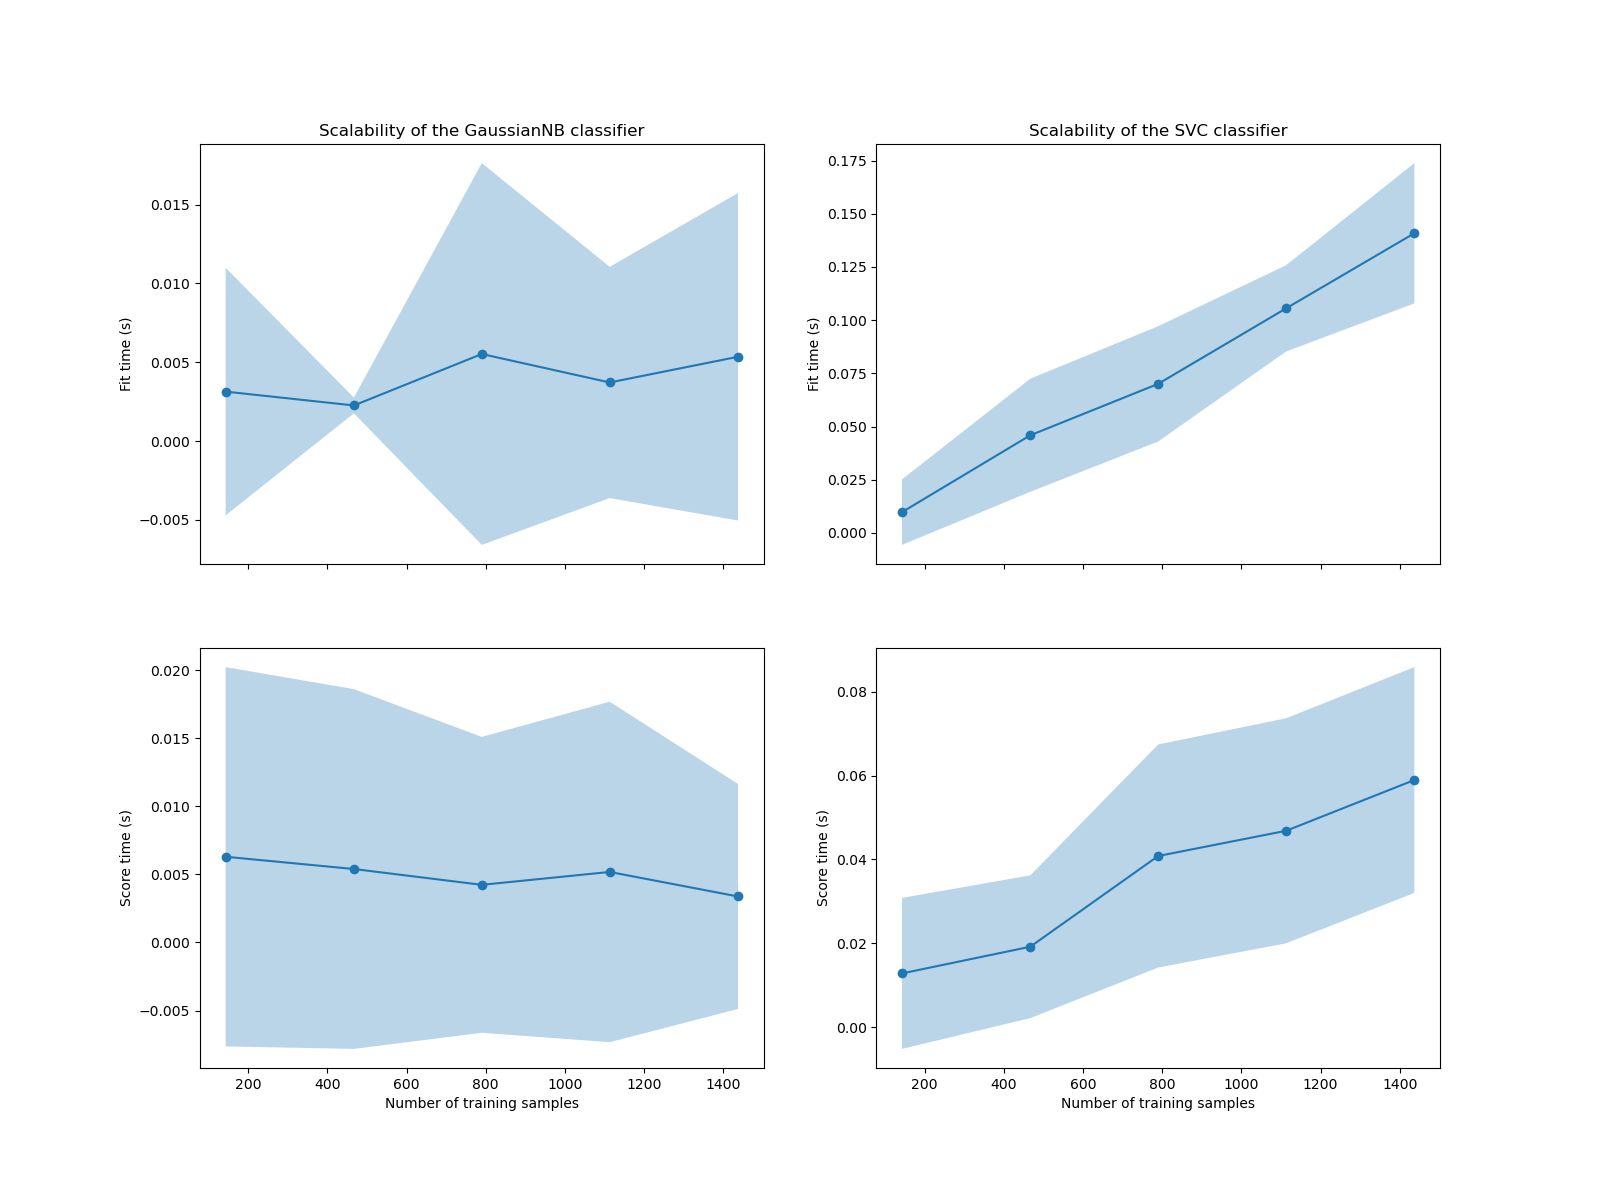 Scalability of the GaussianNB classifier
Fit time (s)
0.015
0.010
0.005
0.000
−0.005
Scalability of the SVC classifier
Fit time (s)
0.175
0.150
0.125
0.100
0.075
0.050
0.025
0.000
Score time (s)
0.020
0.015
0.010
0.005
0.000
−0.005
200 400 600 800 1000 1200 1400
Number of training samples
Score time (s)
0.08
0.06
0.04
0.02
0.00
200 400 600 800 1000 1200 1400
Number of training samples